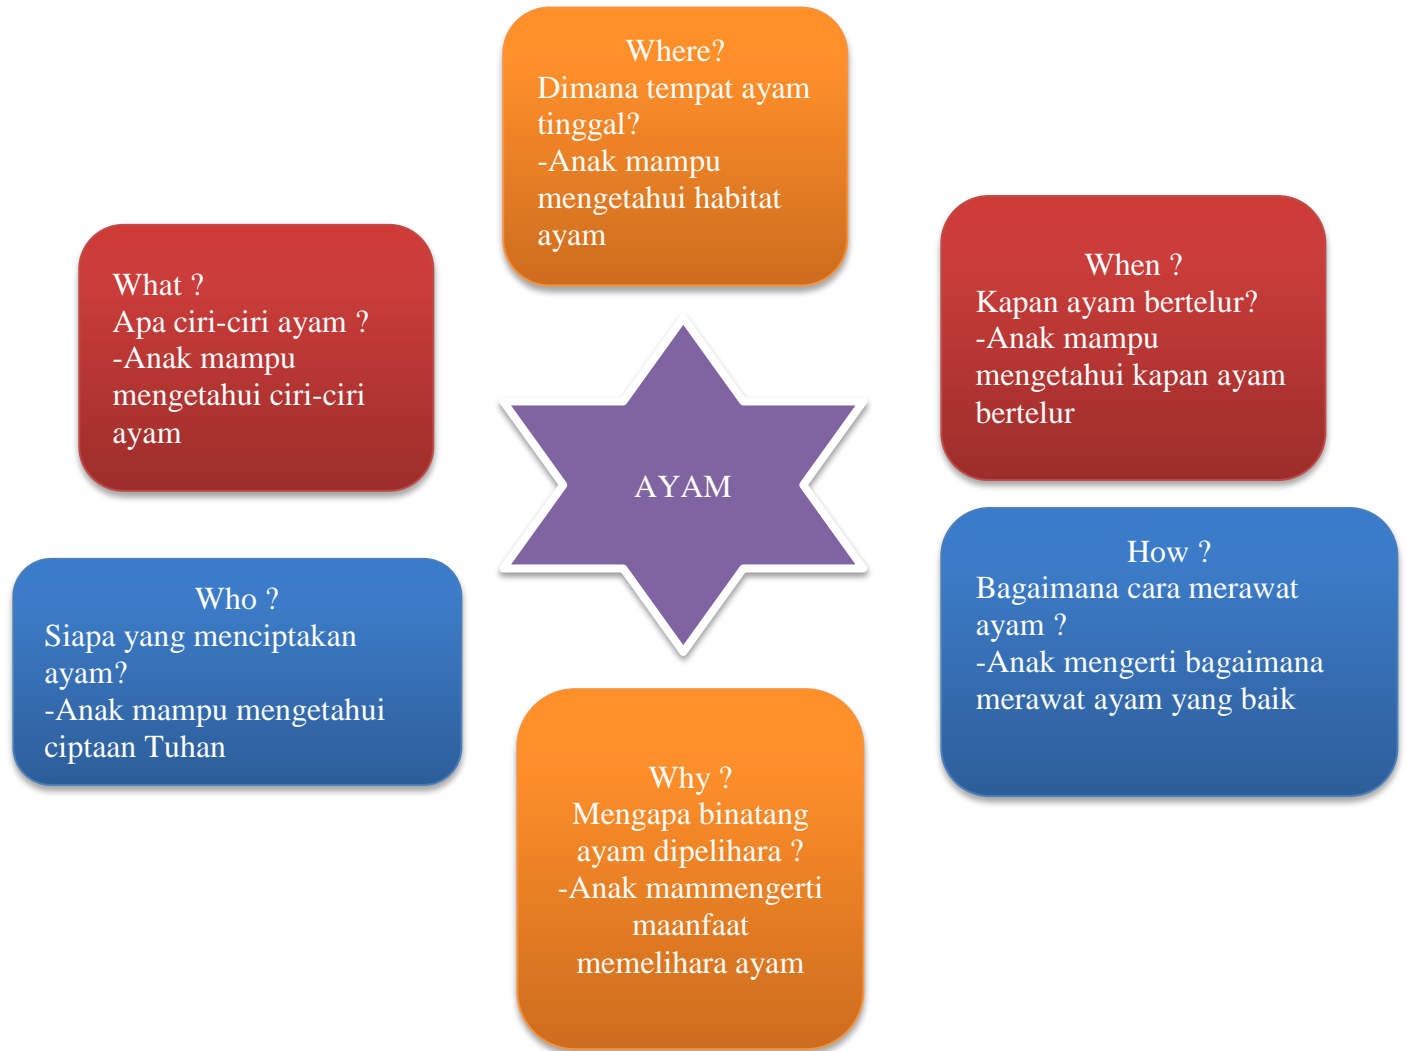 Where?
Dimana tempat ayam
tinggal?
-Anak mampu
mengetahui habitat
ayam
What ?
Apa ciri-ciri ayam ?
-Anak mampu
mengetahui ciri-ciri
ayam
When ?
Kapan ayam bertelur?
-Anak mampu
mengetahui kapan ayam
bertelur
AYAM
Who ?
Siapa yang menciptakan
ayam?
-Anak mampu mengetahui
ciptaan Tuhan
How ?
Bagaimana cara merawat
ayam ?
-Anak mengerti bagaimana
merawat ayam yang baik
Why ?
Mengapa binatang
ayam dipelihara ?
-Anak mammengerti
maanfaat
memelihara ayam